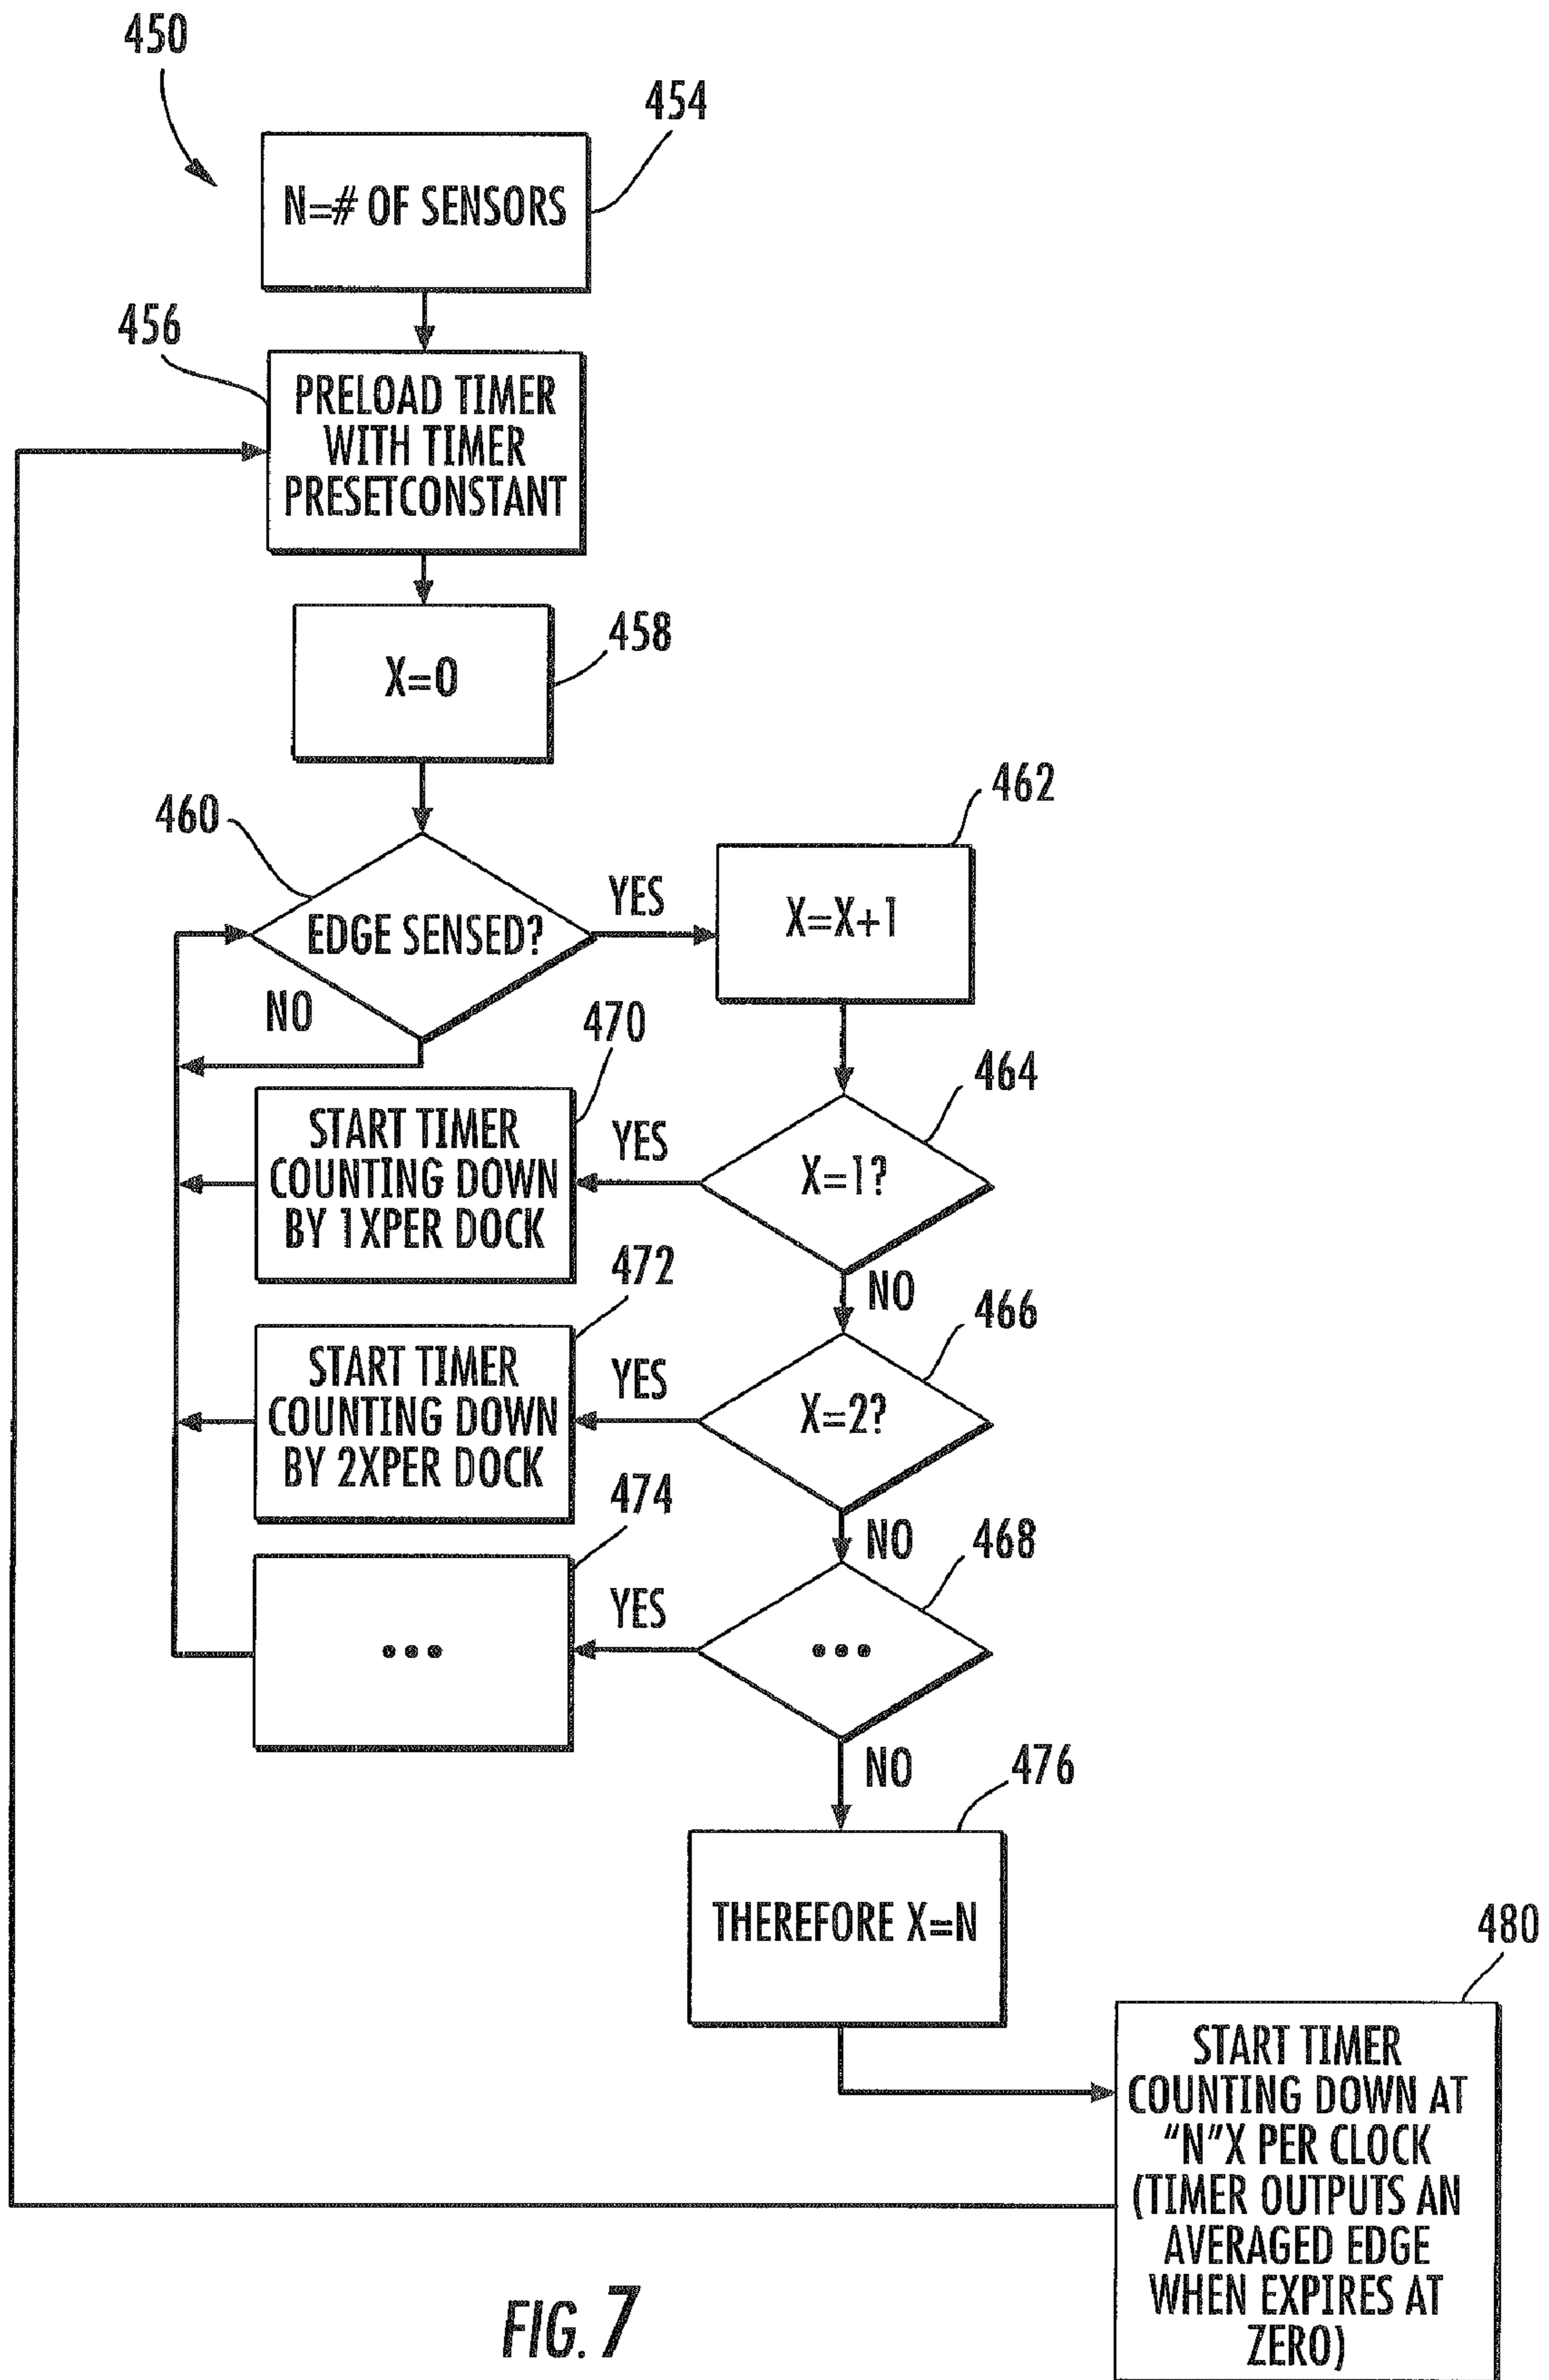 450
454
N=# OF SENSORS
456
PRELOAD TIMER
WITH TIMER
PRESETCONSTANT
458
X=0
460
EDGE SENSED?
YES
NO
462
X=X+1
464
X=1?
YES
NO
470
START TIMER
COUNTING DOWN
BY 1XPER DOCK
466
X=2?
YES
NO
472
START TIMER
COUNTING DOWN
BY 2XPER DOCK
468
•••
YES
NO
474
•••
476
THEREFORE X=N
480
START TIMER
COUNTING DOWN AT
"N"X PER CLOCK
(TIMER OUTPUTS AN
AVERAGED EDGE
WHEN EXPIRES AT
ZERO)
FIG. 7